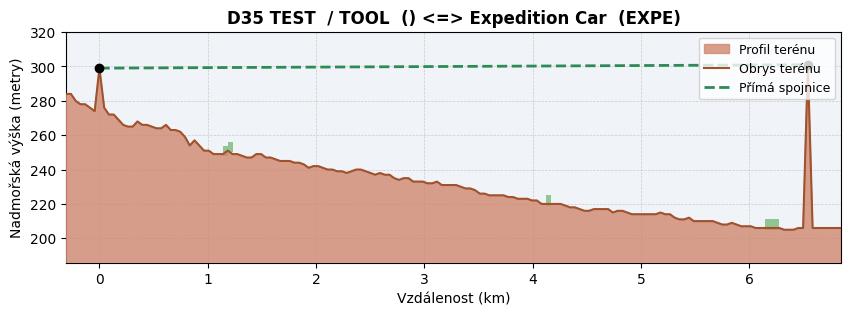 D35 TEST  / TOOL  () <=> Expedition Car  (EXPE)
Nadmořská výška (metry)
320
300
280
260
240
220
200
Profil terénu
Obrys terénu
Přímá spojnice
0 1 2 3 4 5 6
Vzdálenost (km)